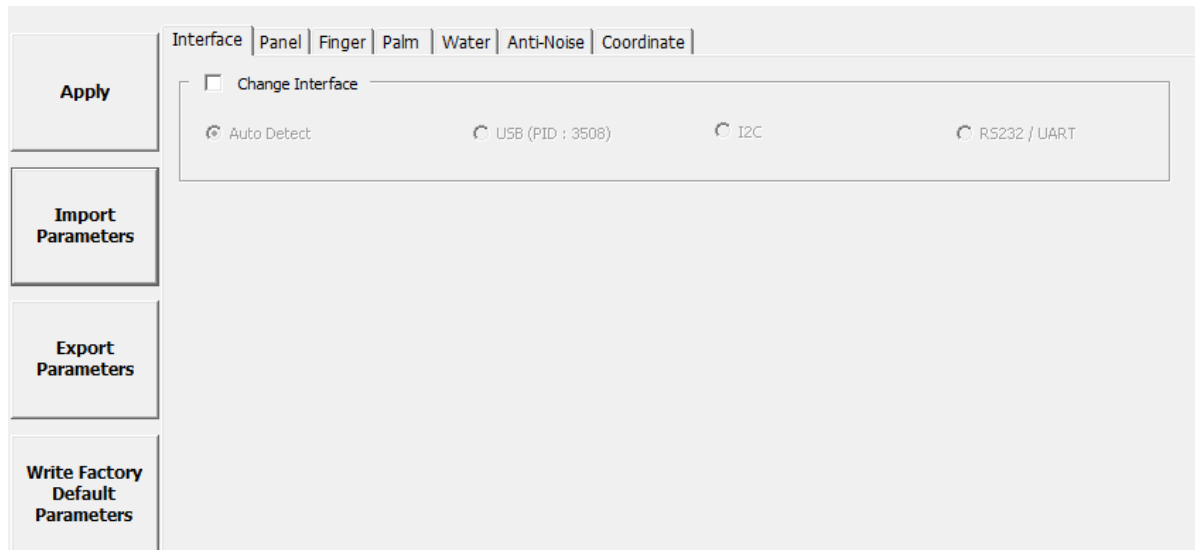 Interface Panel Finger Palm Water Anti-Noise Coordinate
Apply
Change Interface
Auto Detect USB (PID : 3508) I2C RS232 / UART
Import
Parameters
Export
Parameters
Write Factory
Default
Parameters